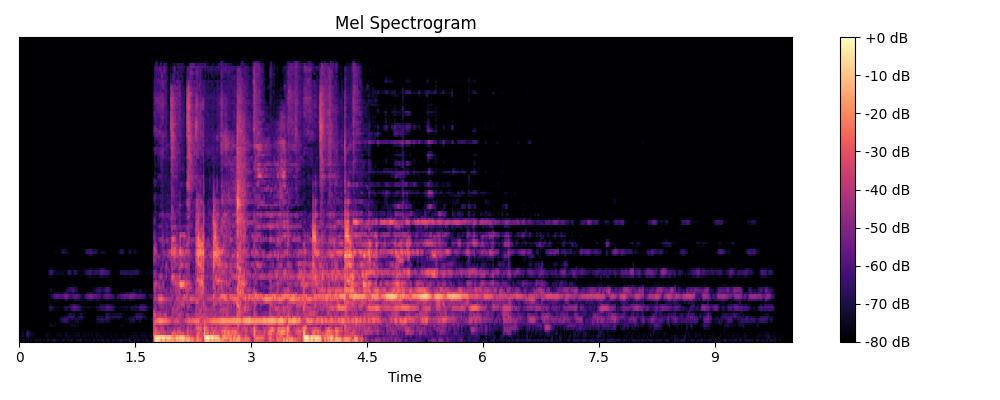 Mel Spectrogram
+0 dB
-10 dB
-20 dB
-30 dB
-40 dB
-50 dB
-60 dB
-70 dB
-80 dB
0 1.5 3 4.5 6 7.5 9
Time